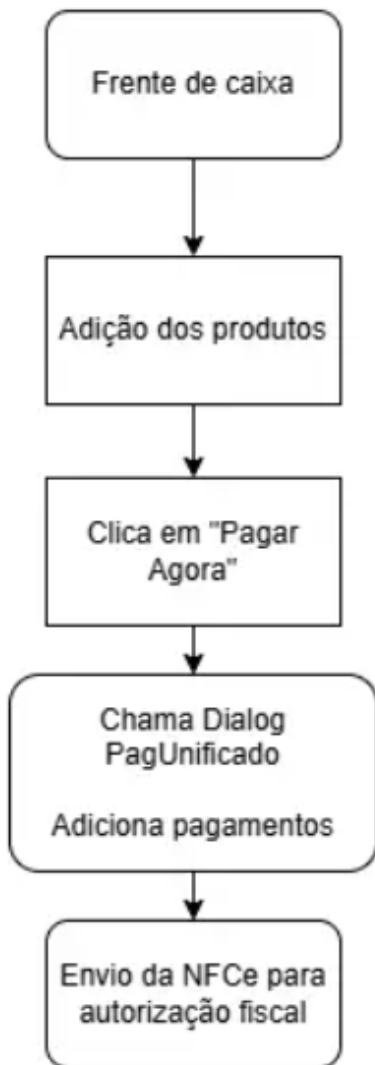 Frente de caixa
Adição dos produtos
Clica em "Pagar
Agora"
Chama Dialog
PagUnificado
Adiciona pagamentos
Envio da NFCe para
autorização fiscal